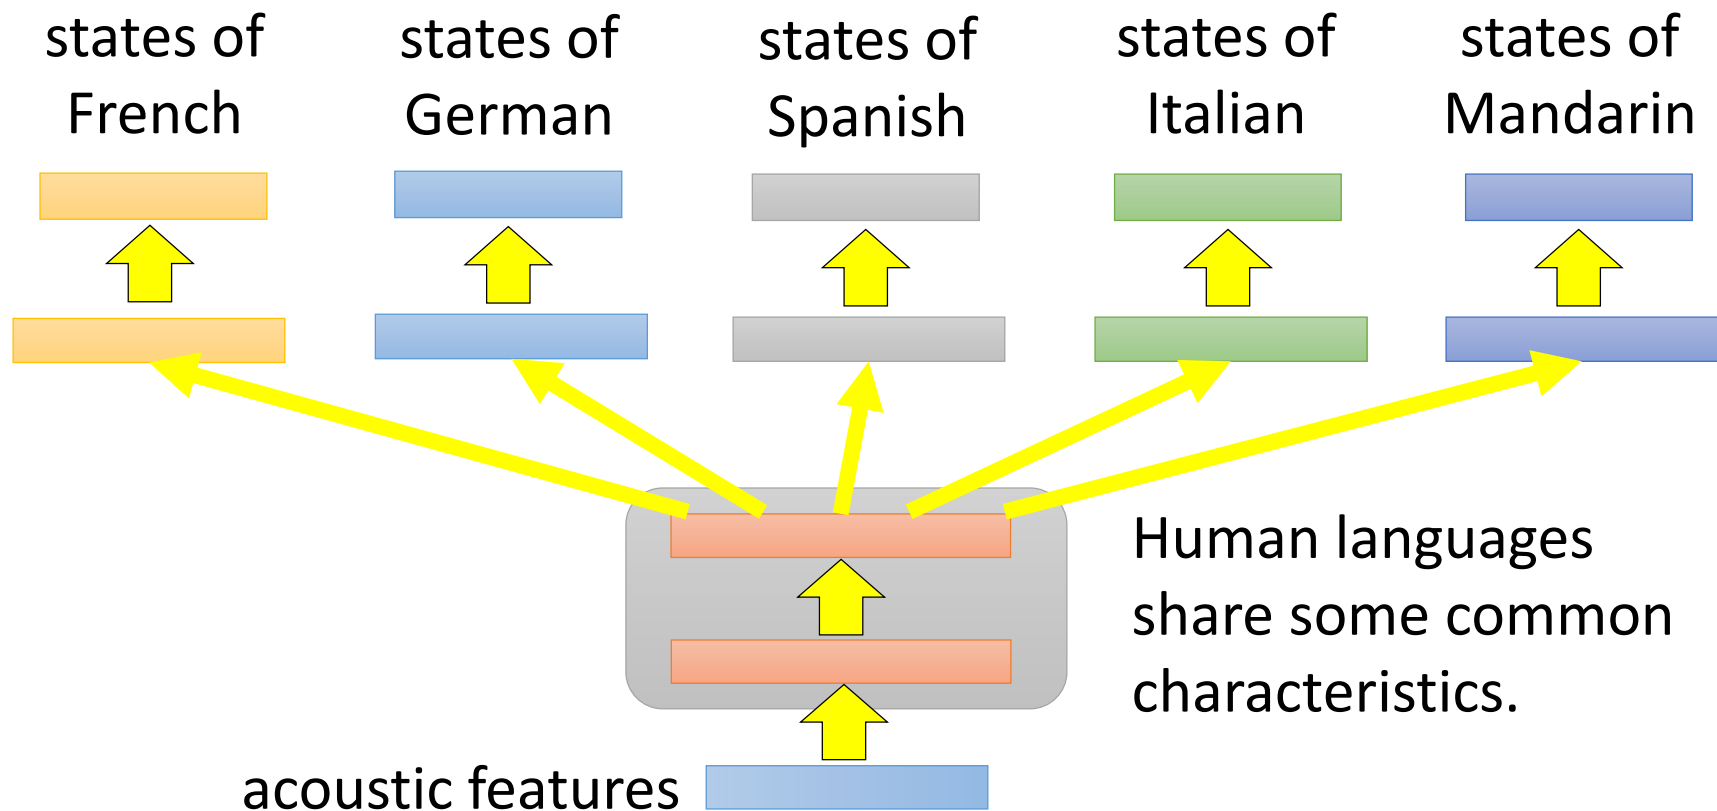 states of
French
states of
German
states of
Spanish
states of
Italian
states of
Mandarin
Human languages
share some common
characteristics.
acoustic features